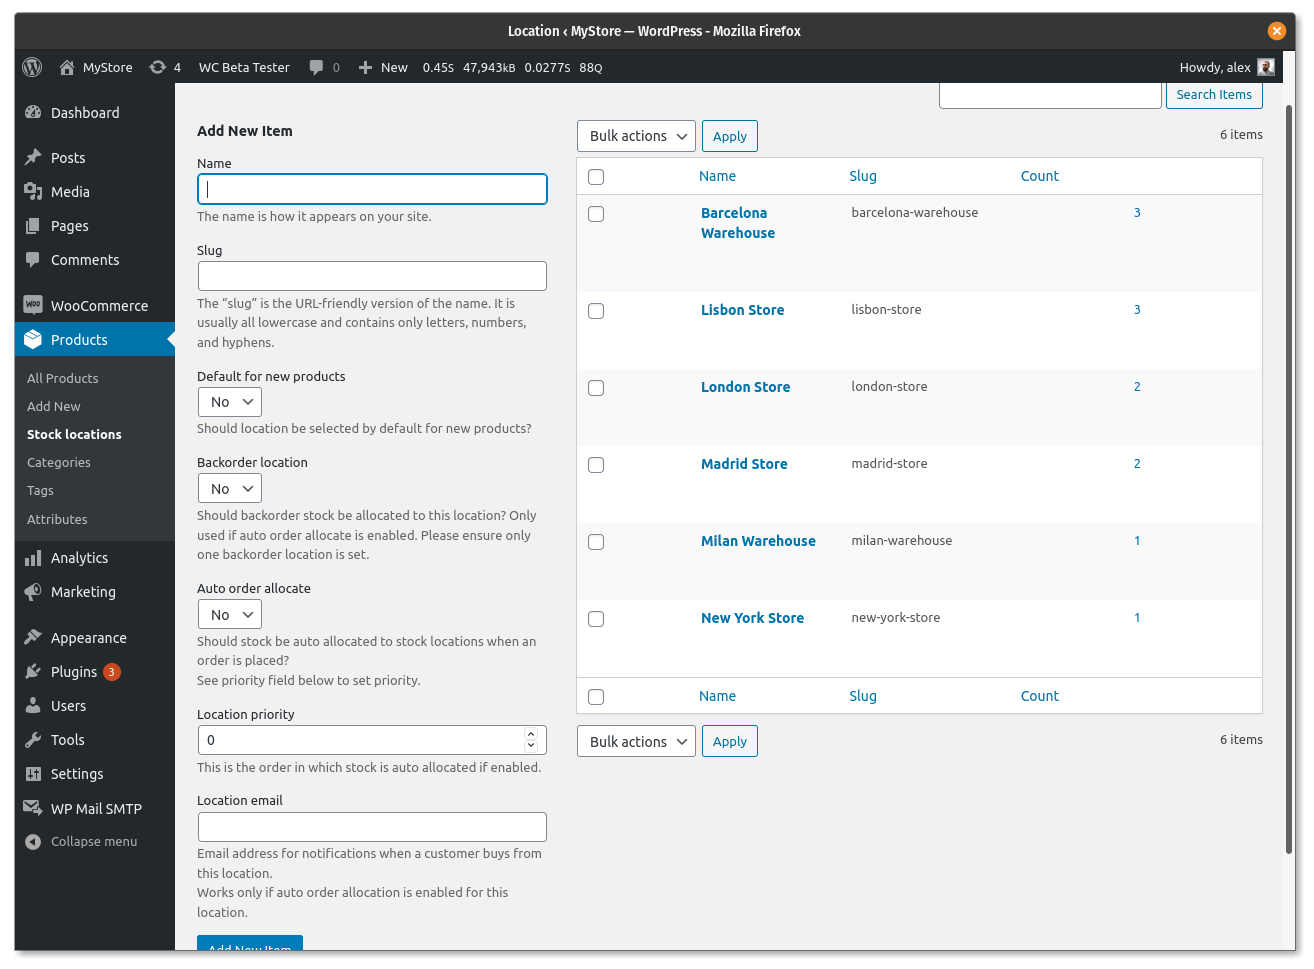 Location ‹ MyStore — WordPress - Mozilla Firefox
MyStore 4 WC Beta Tester 0 New 0.45S 47,943KB 0.0277S 88Q Howdy, alex
Dashboard
Posts
Media
Pages
Comments
WOO WooCommerce
Products
All Products
Add New
Stock locations
Categories
Tags
Attributes
Analytics
Marketing
Appearance
Plugins 3
Users
Tools
Settings
WP Mail SMTP
Collapse menu
Add New Item
Name
The name is how it appears on your site.
Slug
The “slug” is the URL-friendly version of the name. It is
usually all lowercase and contains only letters, numbers,
and hyphens.
Default for new products
No
Should location be selected by default for new products?
Backorder location
No
Should backorder stock be allocated to this location? Only
used if auto order allocate is enabled. Please ensure only
one backorder location is set.
Auto order allocate
No
Should stock be auto allocated to stock locations when an
order is placed?
See priority field below to set priority.
Location priority
0
This is the order in which stock is auto allocated if enabled.
Location email
Email address for notifications when a customer buys from
this location.
Works only if auto order allocation is enabled for this
location.
Add New Item
Search Items
Bulk actions Apply 6 items
Name Slug Count
Barcelona
Warehouse barcelona-warehouse 3
Lisbon Store lisbon-store 3
London Store london-store 2
Madrid Store madrid-store 2
Milan Warehouse milan-warehouse 1
New York Store new-york-store 1
Name Slug Count
Bulk actions Apply 6 items